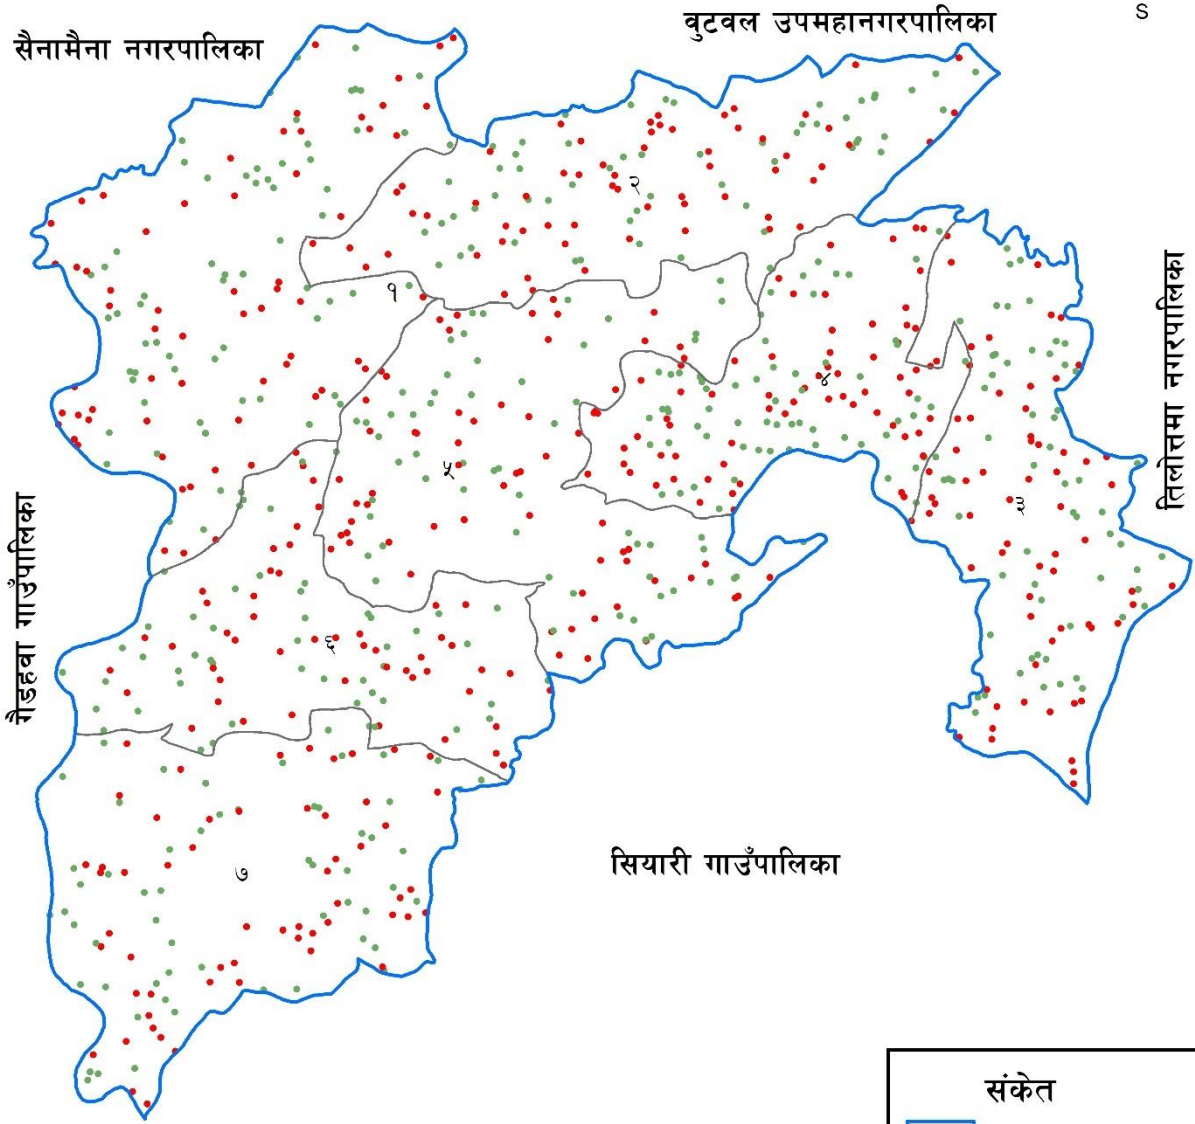 S
वुटवल उपमहानगरपालिका
सैनामैना नगरपालिका
२
१
तिलोत्तमा नगरपालिका
४
५
३
गैडहवा गाउँपालिका
६
सियारी गाउँपालिका
७
संकेत